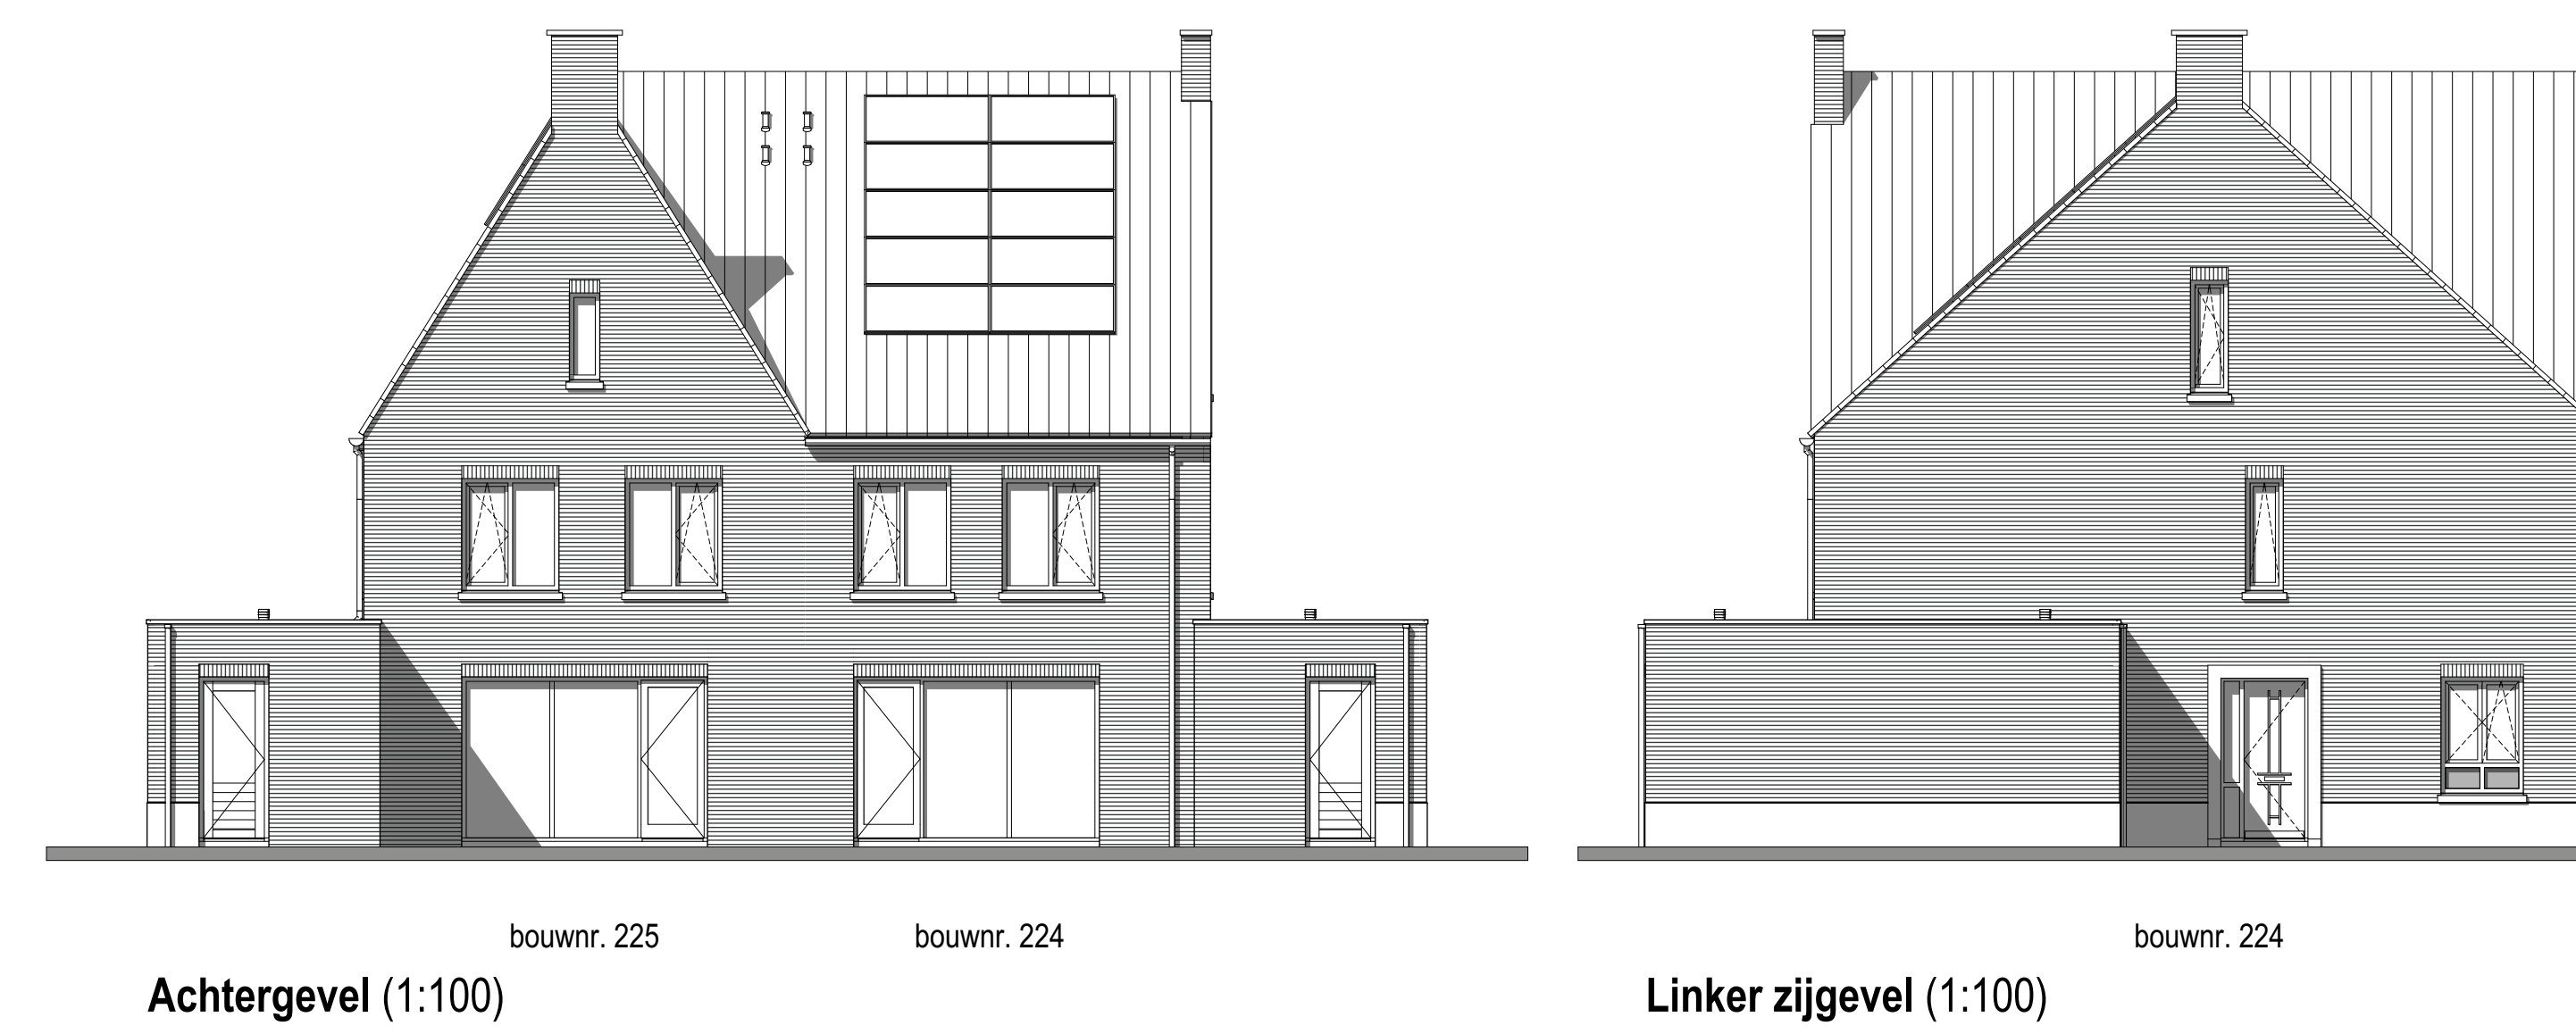 bouwnr. 225
bouwnr. 224
Achtergevel (1:100)
bouwnr. 224
Linker zijgevel (1:100)